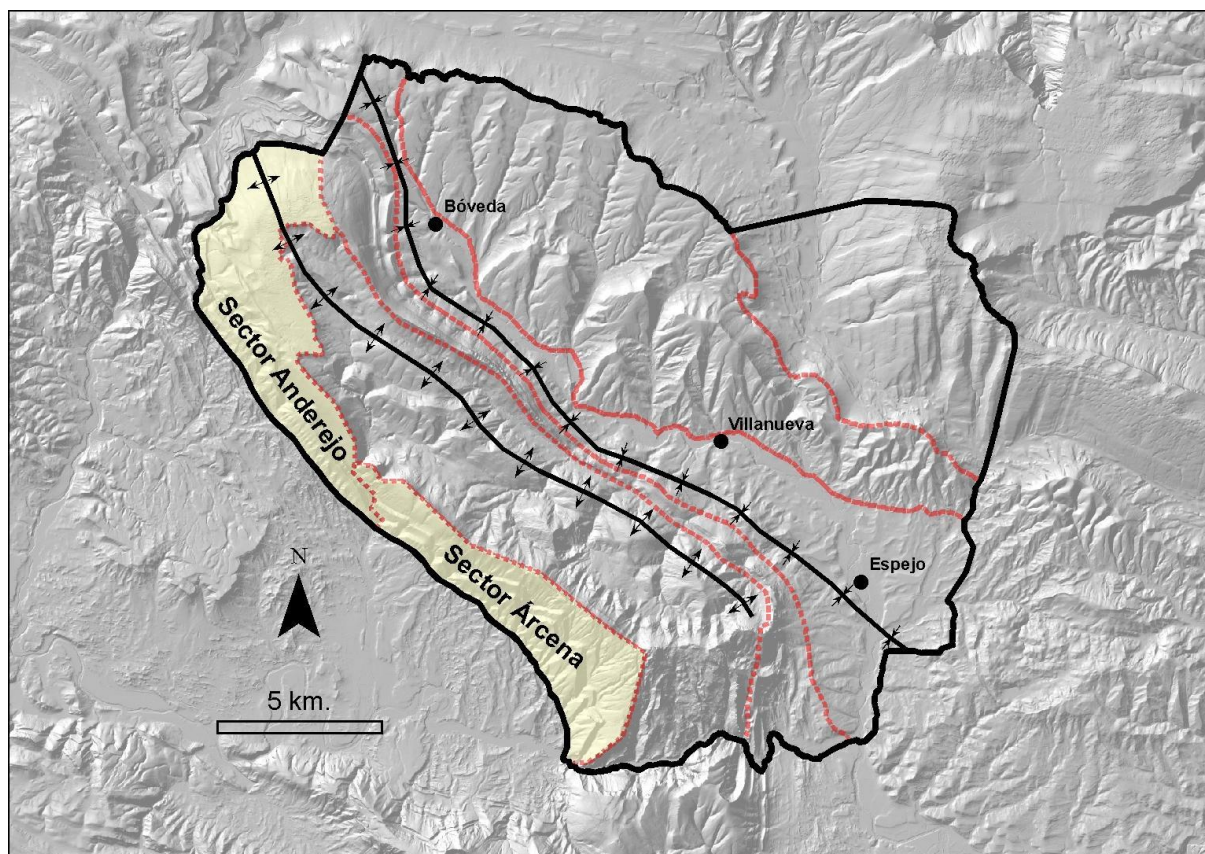 Bóveda
Sector Anderejo
Villanueva
N
Sector Árcena
Espejo
5 km.